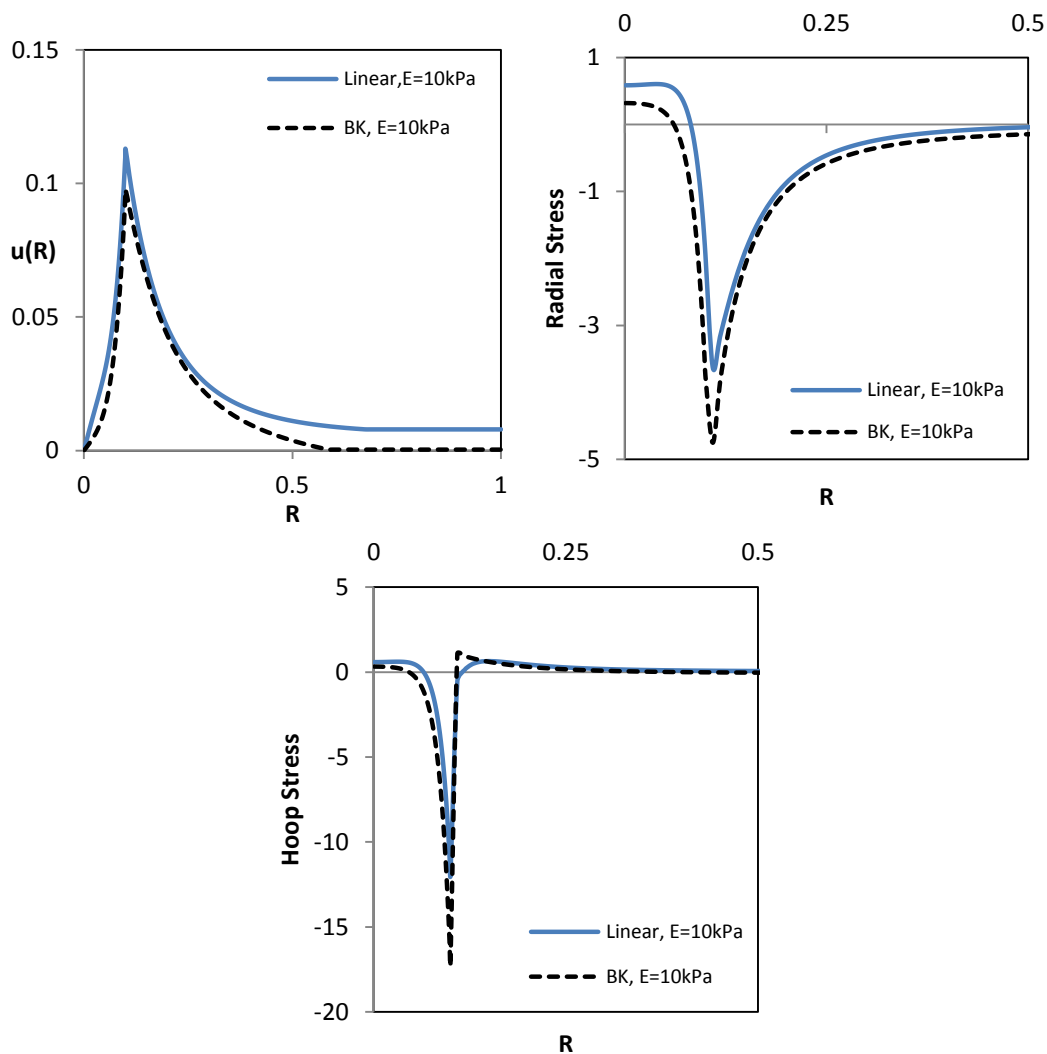 0.15
0.1
0.05
0
u(R)
Linear,E=10kPa
BK, E=10kPa
0 0.5 1
R
0 0.25 0.5
1
-1
-3
-5
Radial Stress
Linear, E=10kPa
BK, E=10kPa
R
0 0.25 0.5
5
0
-5
-10
-15
-20
Hoop Stress
Linear, E=10kPa
BK, E=10kPa
R